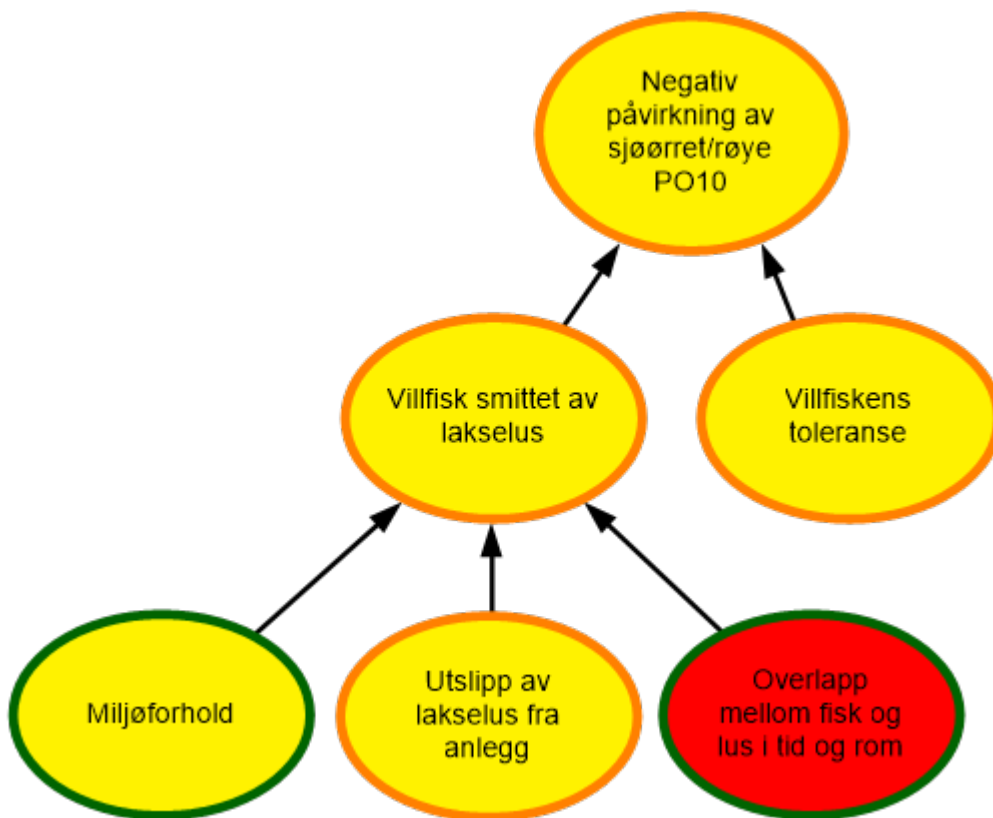 Negativ
påvirkning av
sjøørret/røye
PO10
Villfisk smittet av
lakselus
Villfiskens
toleranse
Miljøforhold
Utslipp av
lakselus fra
anlegg
Overlapp
mellom fisk og
lus i tid og rom